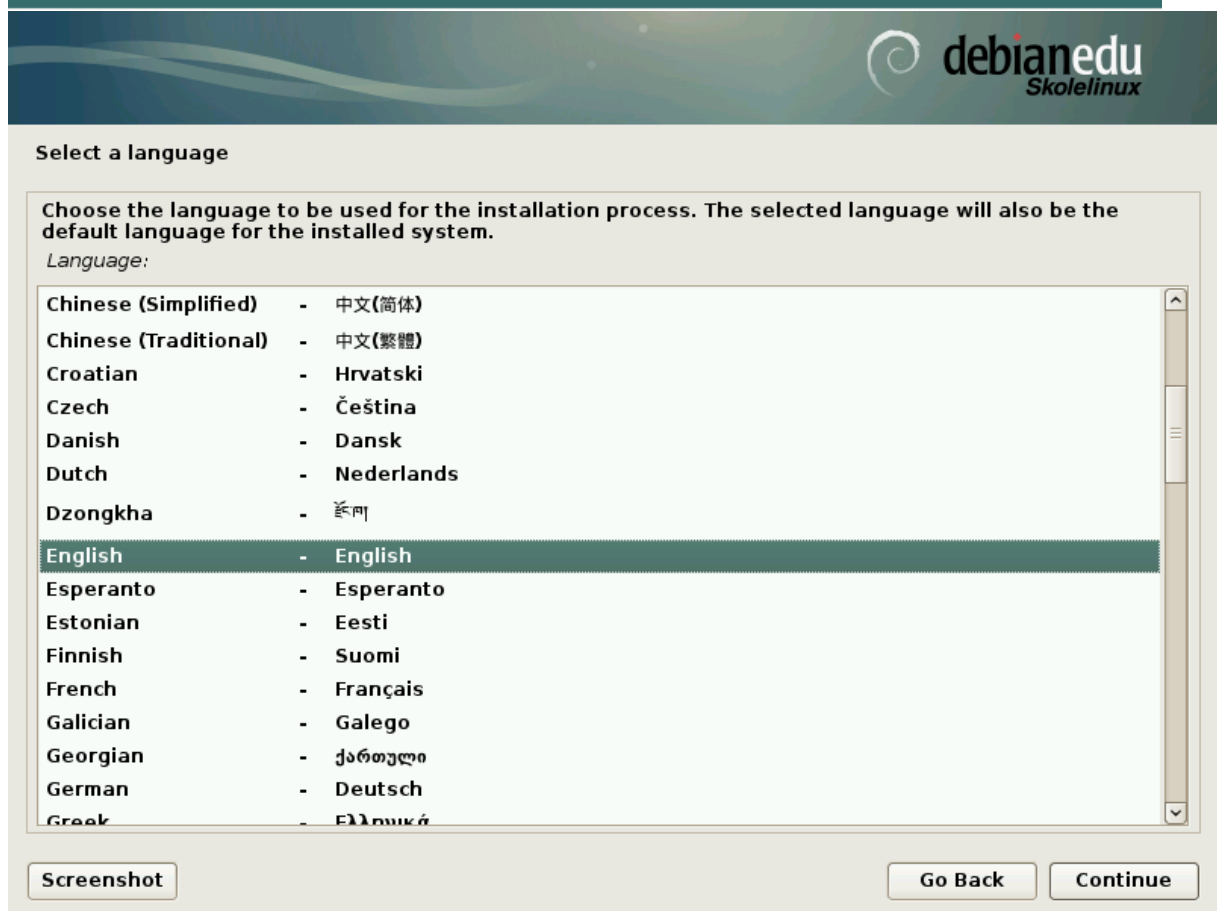 debianedu
Skolelinux
Select a language
Choose the language to be used for the installation process. The selected language will also be the
default language for the installed system.
Language:
Chinese (Simplified) - 中文(简体)
Chinese (Traditional) - 中文(繁體)
Croatian - Hrvatski
Czech - Čeština
Danish - Dansk
Dutch - Nederlands
Dzongkha - རྫོང་ཁ།
English - English
Esperanto - Esperanto
Estonian - Eesti
Finnish - Suomi
French - Français
Galician - Galego
Georgian - ქართული
German - Deutsch
Greek - Ελληνικά
Screenshot Go Back Continue